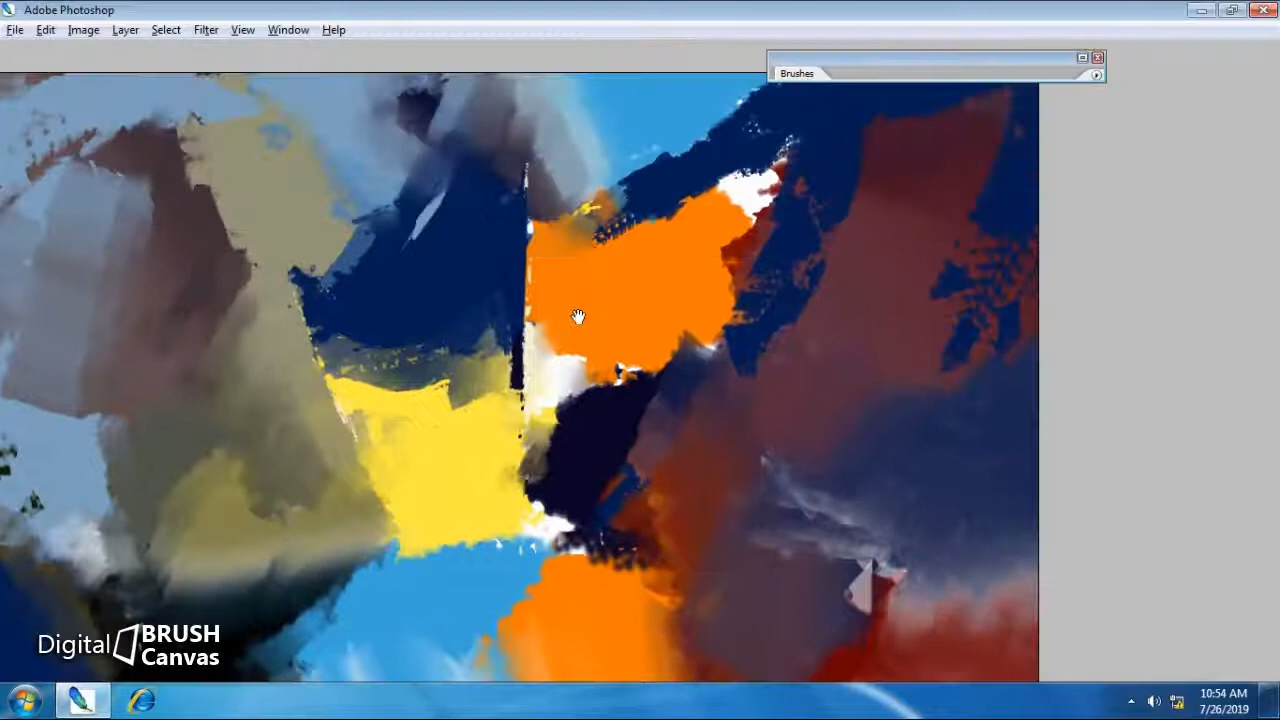 Adobe Photoshop
File Edit Image Layer Select Filter View Window Help
Brushes
Digital BRUSH
Canvas
10:54 AM
7/26/2019